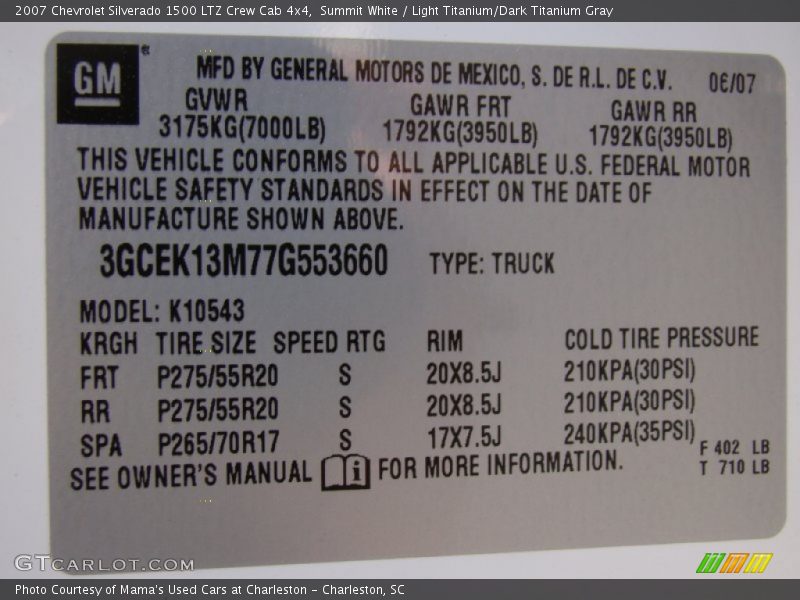 2007 Chevrolet Silverado 1500 LTZ Crew Cab 4x4,  Summit White / Light Titanium/Dark Titanium Gray
GM®
MFD BY GENERAL MOTORS DE MEXICO, S. DE R.L. DE C.V. 06/07
GVWR GAWR FRT GAWR RR
3175KG(7000LB) 1792KG(3950LB) 1792KG(3950LB)
THIS VEHICLE CONFORMS TO ALL APPLICABLE U.S. FEDERAL MOTOR
VEHICLE SAFETY STANDARDS IN EFFECT ON THE DATE OF
MANUFACTURE SHOWN ABOVE.
3GCEK13M77G553660 TYPE: TRUCK
MODEL: K10543
KRGH TIRE SIZE SPEED RTG RIM COLD TIRE PRESSURE
FRT P275/55R20 S 20X8.5J 210KPA(30PSI)
RR P275/55R20 S 20X8.5J 210KPA(30PSI)
SPA P265/70R17 S 17X7.5J 240KPA(35PSI)
F 402 LB
T 710 LB
SEE OWNER'S MANUAL i FOR MORE INFORMATION.
GTCARLOT.COM
Photo Courtesy of Mama's Used Cars at Charleston - Charleston, SC